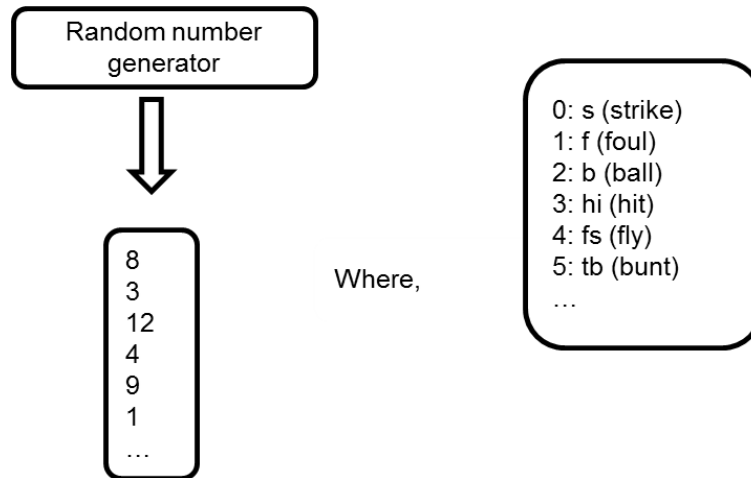 Random number
generator
8
3
12
4
9
1
…
Where,
0: s (strike)
1: f (foul)
2: b (ball)
3: hi (hit)
4: fs (fly)
5: tb (bunt)
…